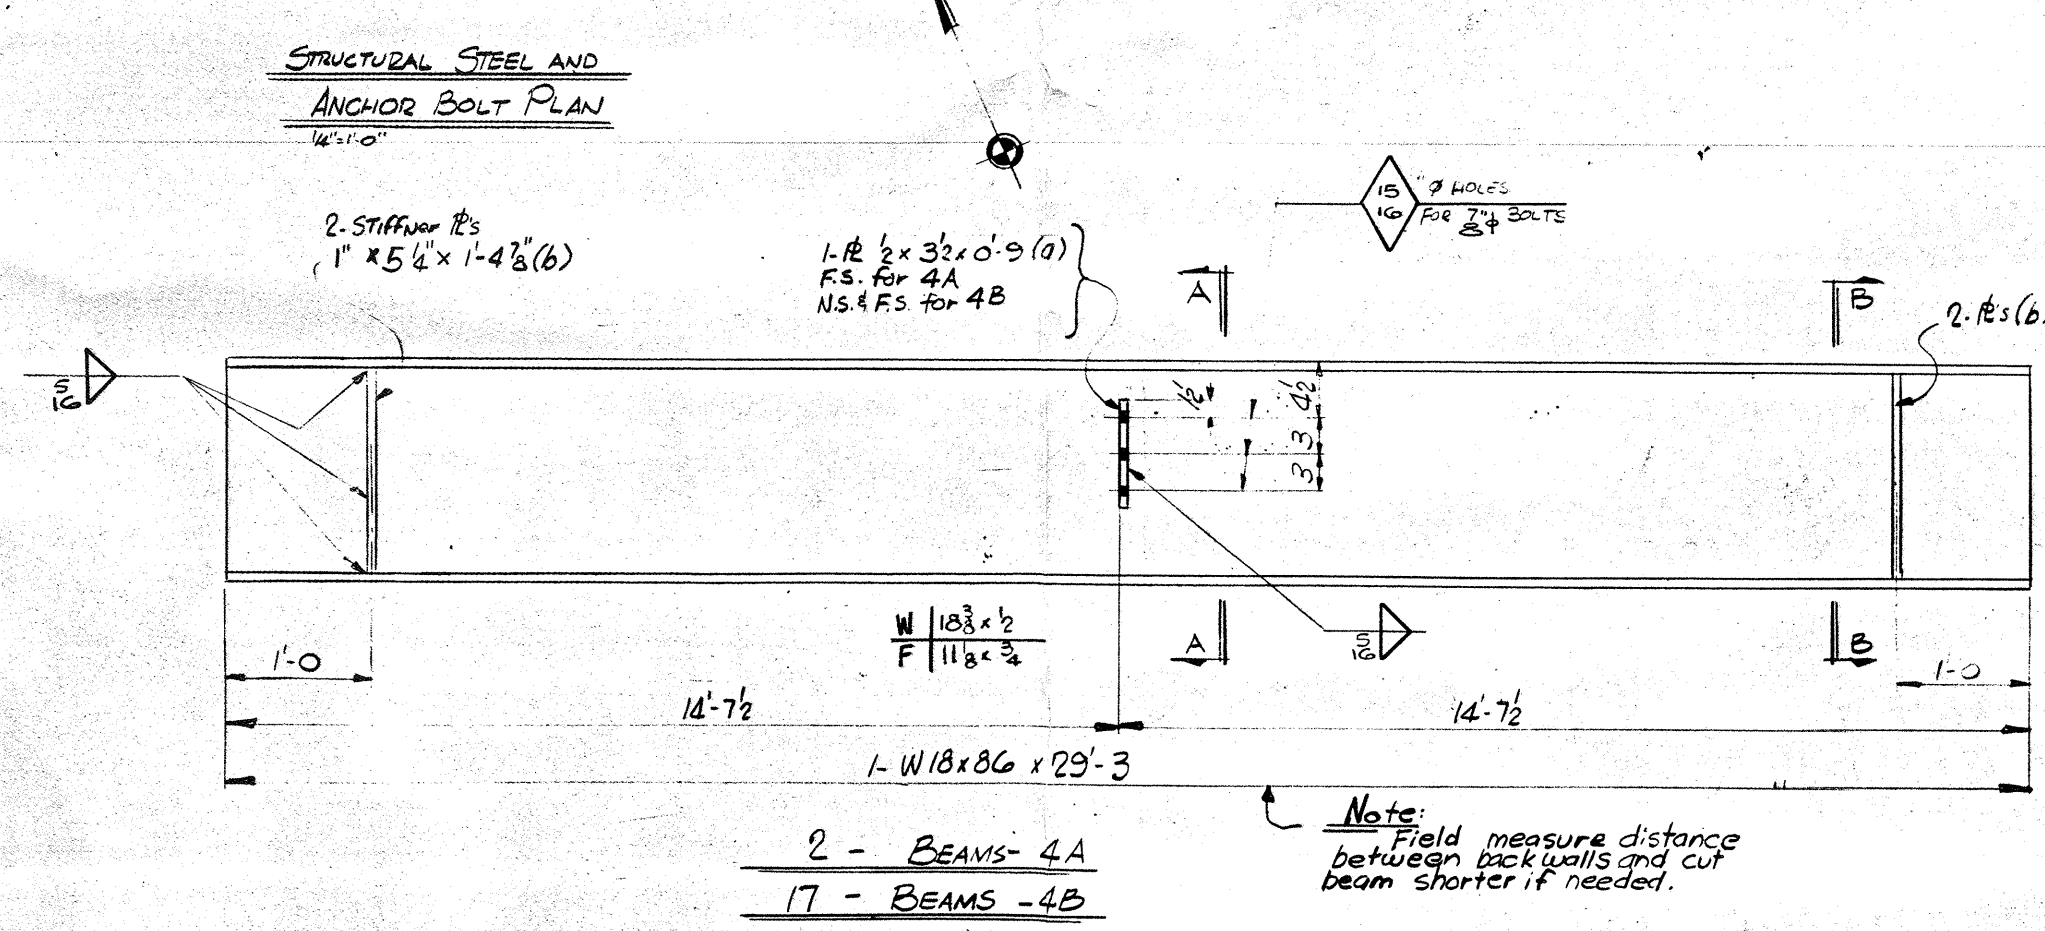 STRUCTURAL STEEL AND
ANCHOR BOLT PLAN
1/4"=1'-0"
15
16
"ø HOLES
FOR 7/8"ø BOLTS
2-STIFFNER ℞'s
1" x 5 1/4" x 1'-4 7/8" (b)
1-℞ 1/2 x 3 1/2 x 0'-9 (a)
F.S. for 4A
N.S. & F.S. for 4B
A
B
2-℞'s (b)
5
16
1 1/2
4 1/2
3
3
W 18 3/8 x 1/2
F 11 1/8 x 3/4
A
5
16
B
1'-0
1-0
14'-7 1/2
14'-7 1/2
1-W18x86 x 29'-3
Note:
Field measure distance
between back walls and cut
beam shorter if needed.
2 - BEAMS- 4A
17 - BEAMS -4B